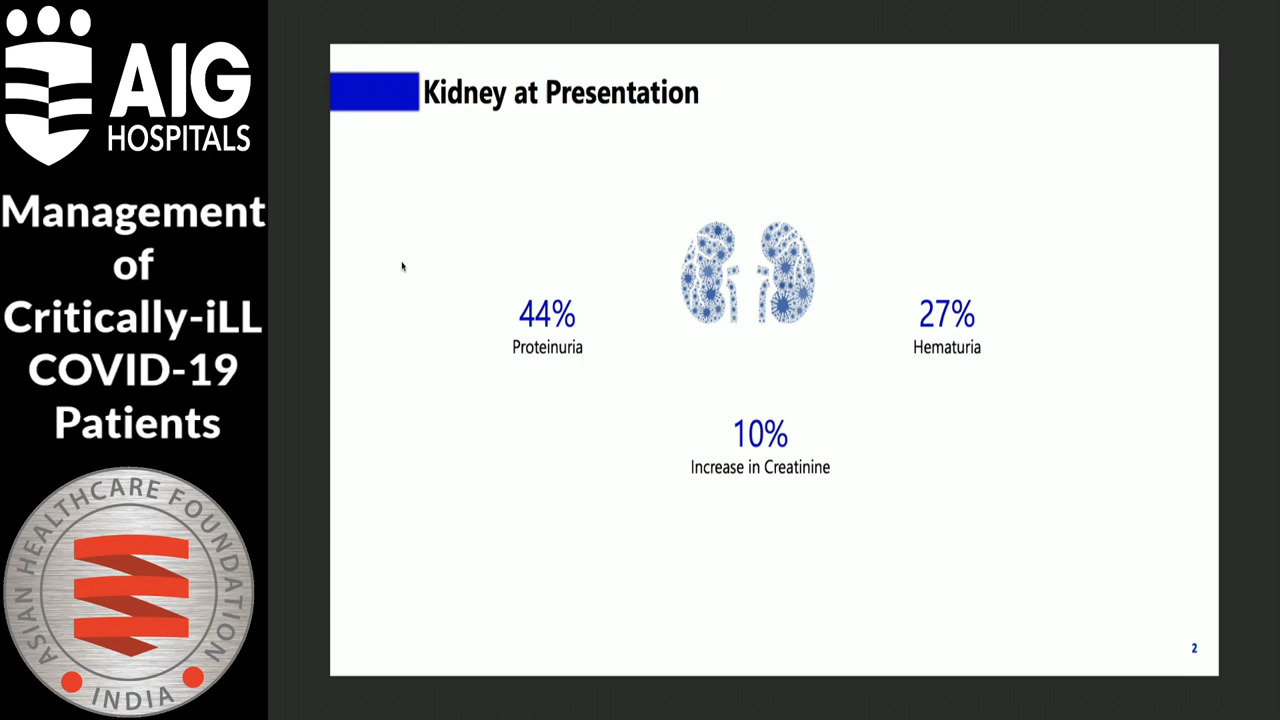 AIG
HOSPITALS
Management
of
Critically-iLL
COVID-19
Patients
ASIAN HEALTHCARE FOUNDATION
INDIA
Kidney at Presentation
44%
Proteinuria
27%
Hematuria
10%
Increase in Creatinine
2